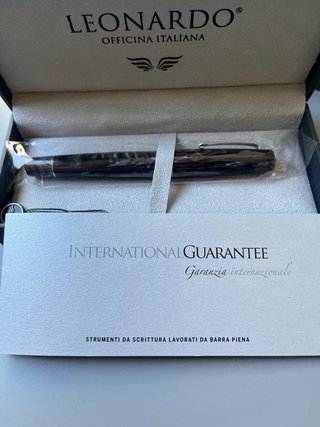 LEONARDO®
OFFICINA ITALIANA
INTERNATIONALGUARANTEE
Garanzia internazionale
STRUMENTI DA SCRITTURA LAVORATI DA BARRA PIENA